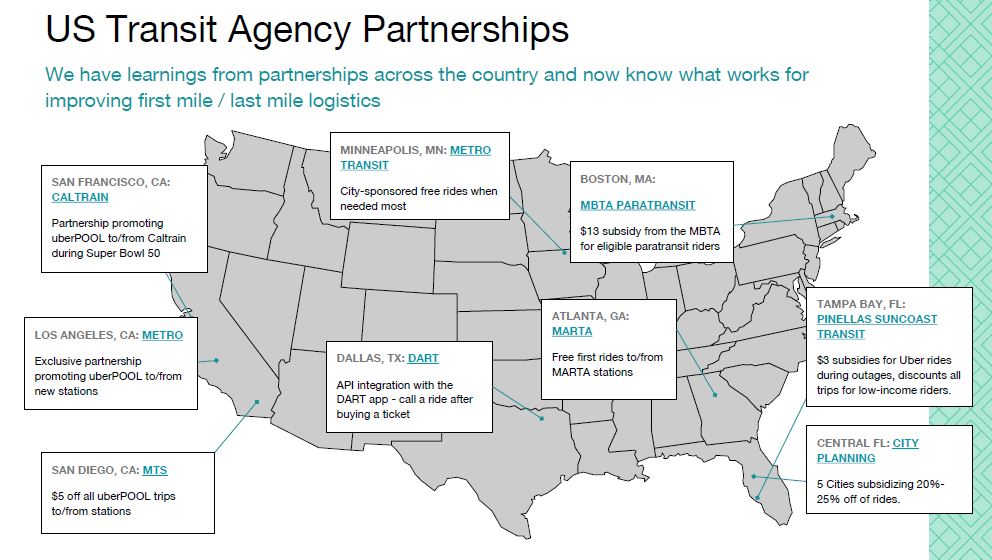 US Transit Agency Partnerships
We have learnings from partnerships across the country and now know what works for
improving first mile / last mile logistics
MINNEAPOLIS, MN: METRO
TRANSIT
City-sponsored free rides when
needed most
BOSTON, MA:
MBTA PARATRANSIT
$13 subsidy from the MBTA
for eligible paratransit riders
SAN FRANCISCO, CA:
CALTRAIN
Partnership promoting
uberPOOL to/from Caltrain
during Super Bowl 50
TAMPA BAY, FL:
PINELLAS SUNCOAST
TRANSIT
$3 subsidies for Uber rides
during outages, discounts all
trips for low-income riders.
ATLANTA, GA:
MARTA
Free first rides to/from
MARTA stations
LOS ANGELES, CA: METRO
Exclusive partnership
promoting uberPOOL to/from
new stations
DALLAS, TX: DART
API integration with the
DART app - call a ride after
buying a ticket
CENTRAL FL: CITY
PLANNING
5 Cities subsidizing 20%-
25% off of rides.
SAN DIEGO, CA: MTS
$5 off all uberPOOL trips
to/from stations